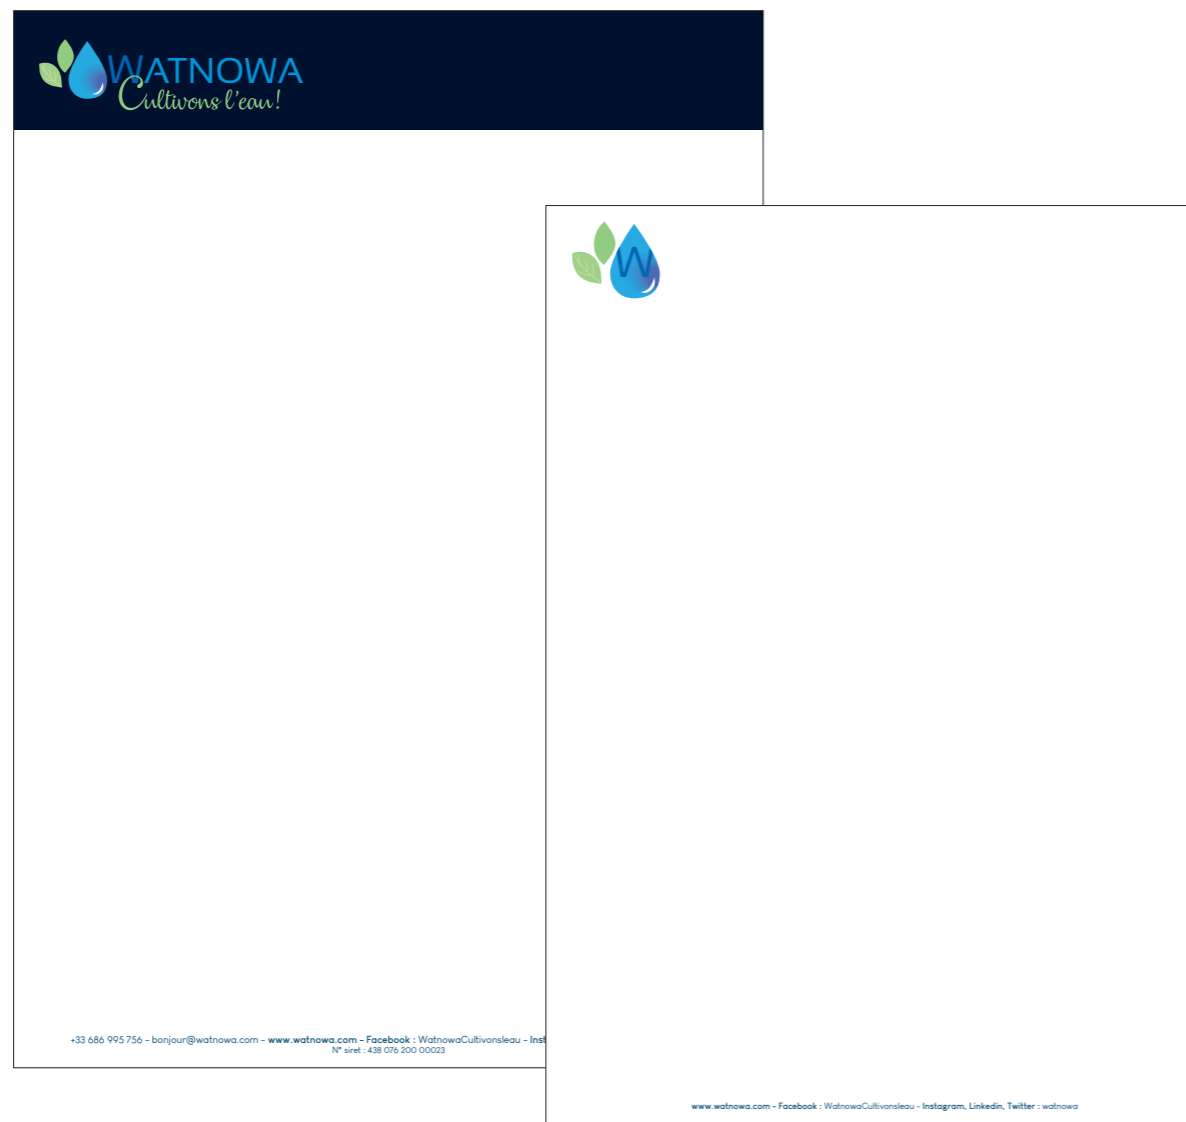 WATNOWA
Cultivons l'eau!
W
+33 686 995 756 - bonjour@watnowa.com - www.watnowa.com - Facebook : WatnowaCultivonsleau - Inst
N° siret : 438 076 200 00023
www.watnowa.com - Facebook : WatnowaCultivonsleau - Instagram, Linkedin, Twitter : watnowa